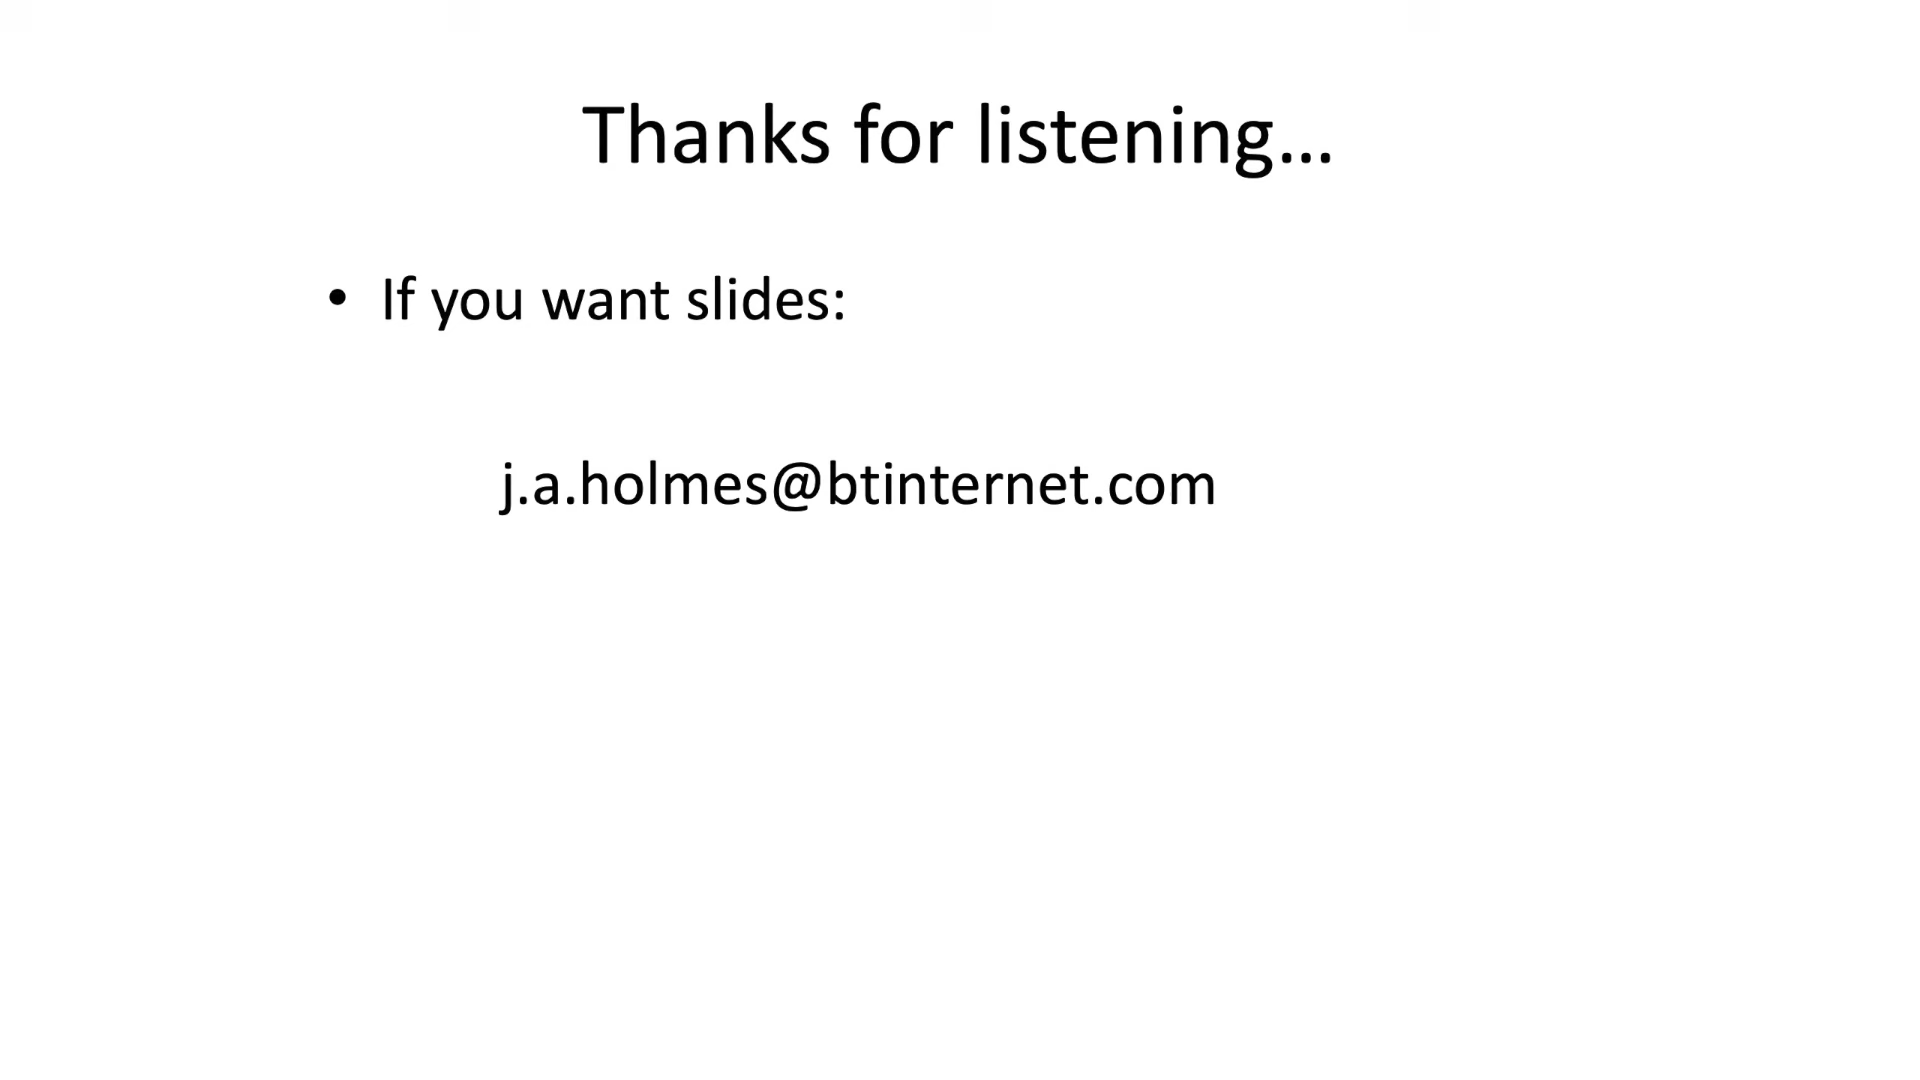 Thanks for listening…
• If you want slides:
j.a.holmes@btinternet.com